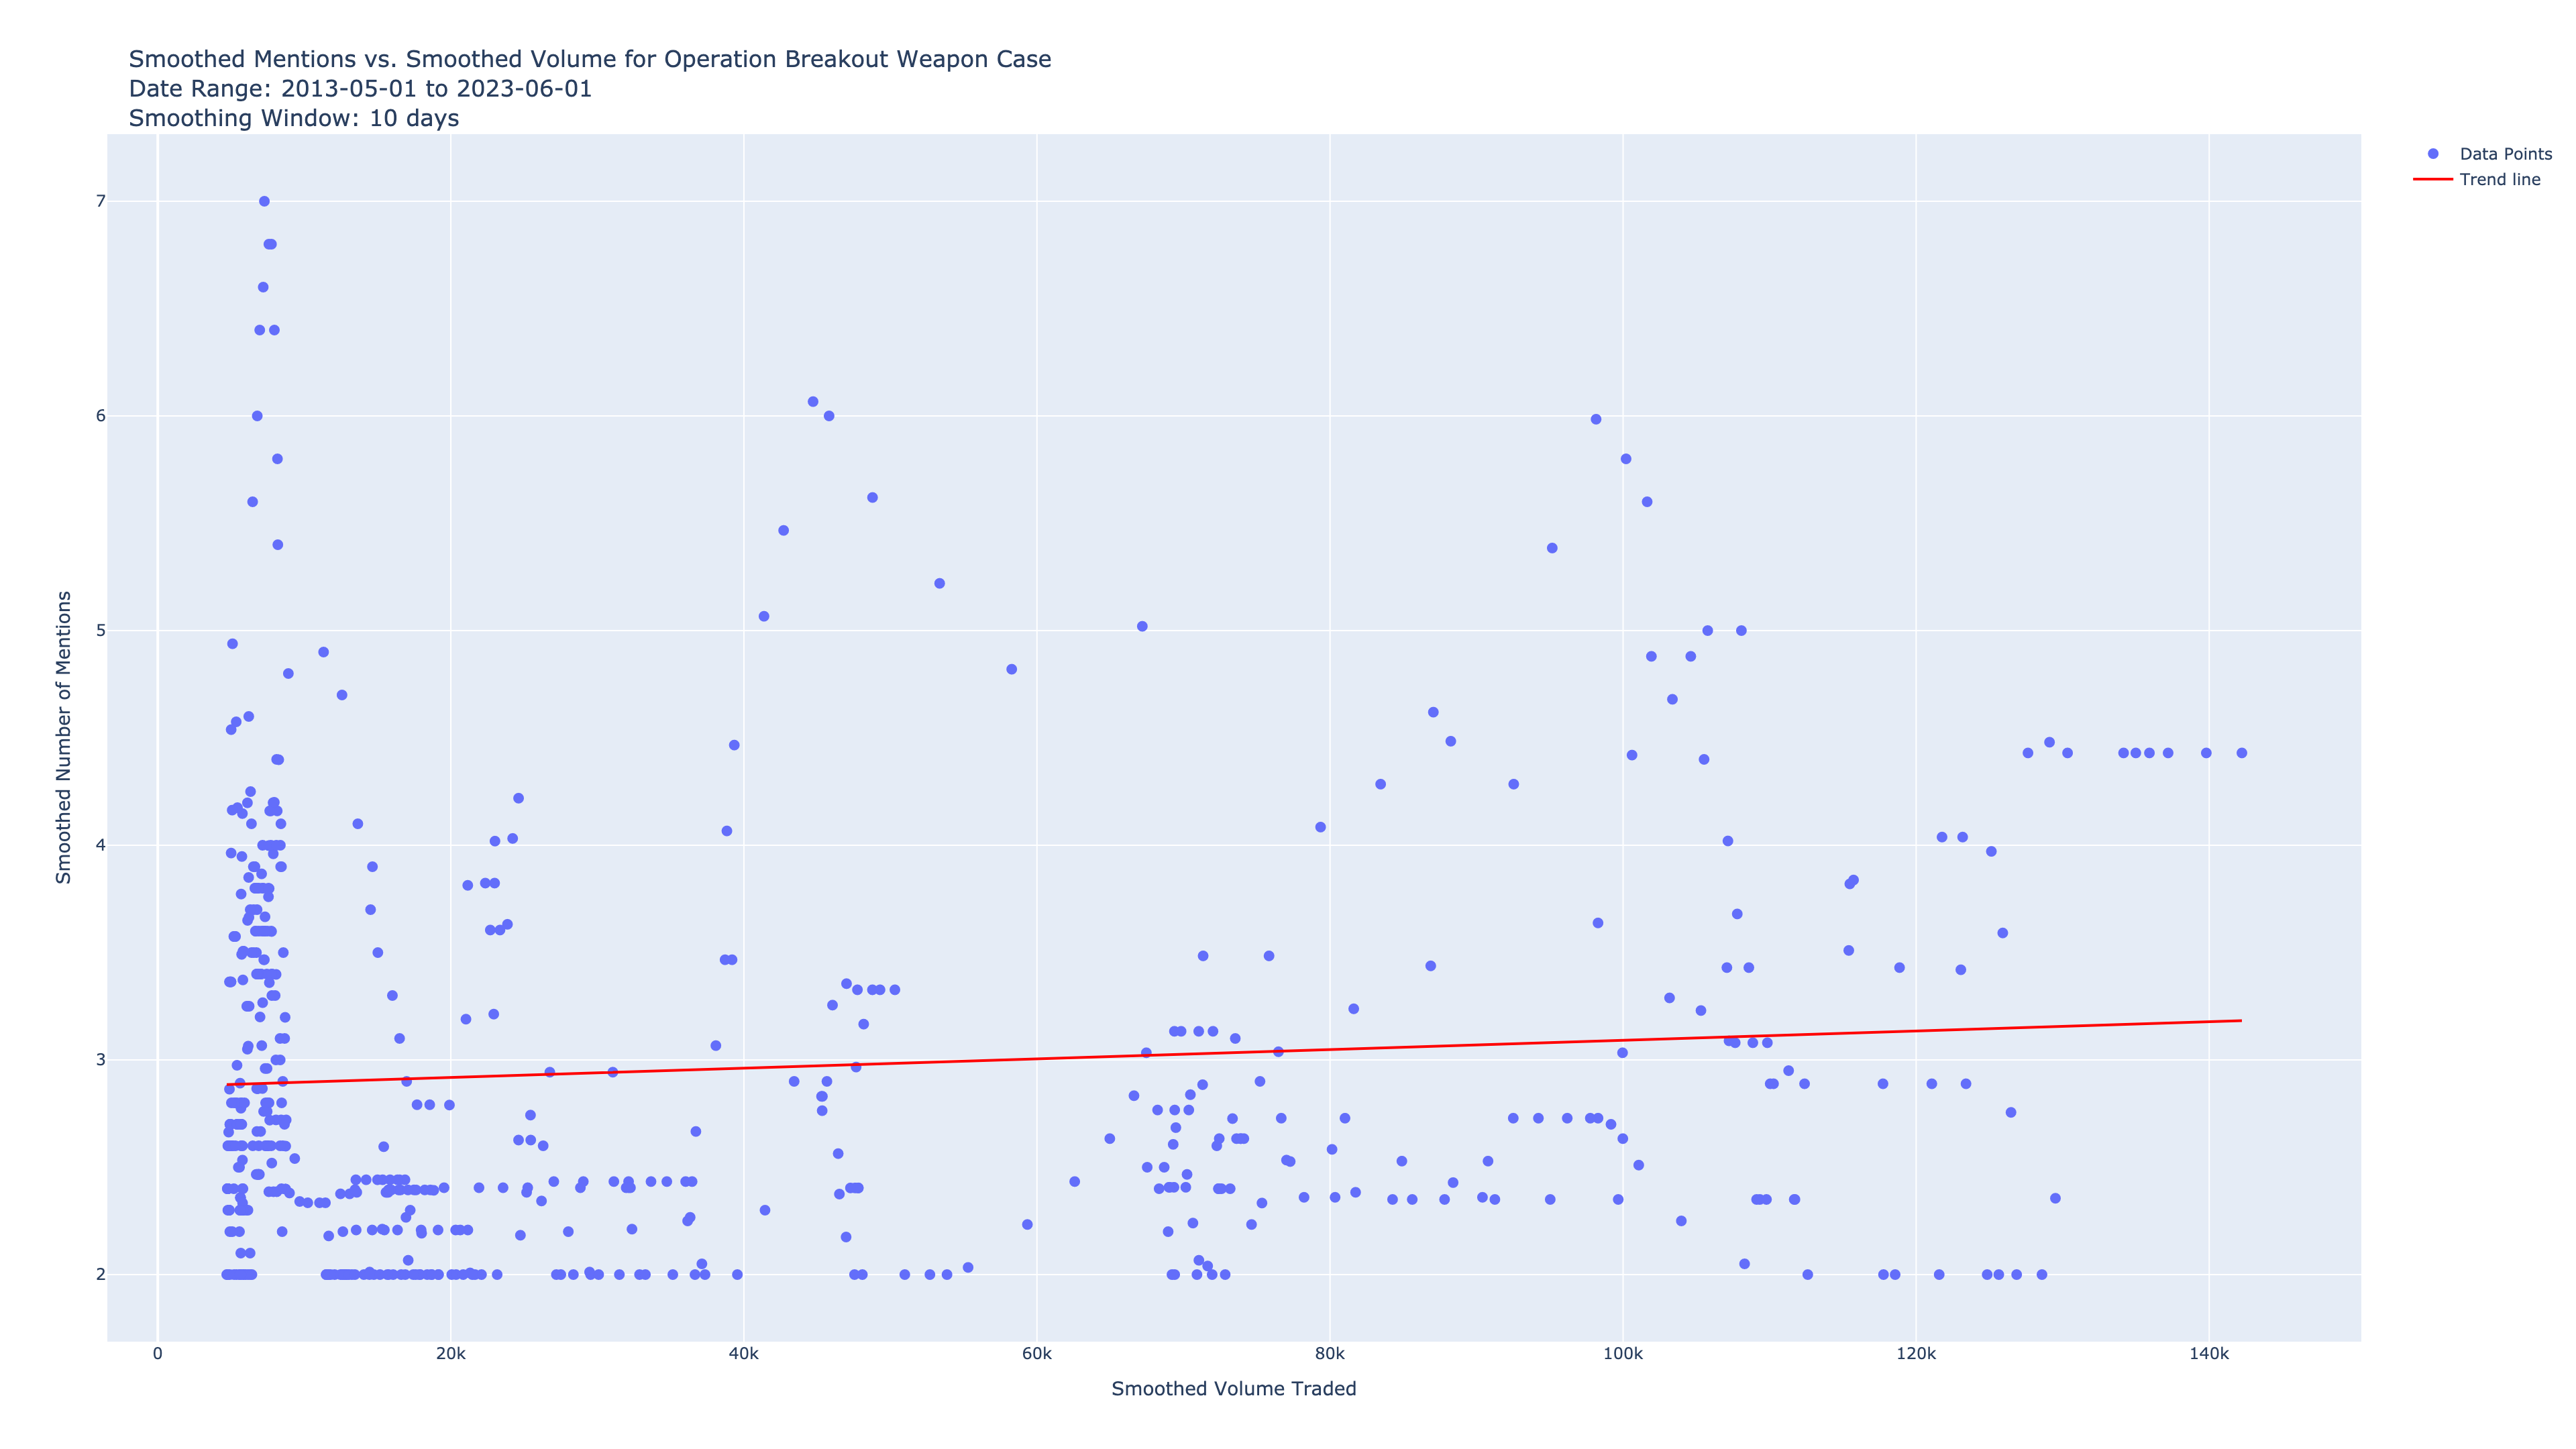 Smoothed Mentions vs. Smoothed Volume for Operation Breakout Weapon Case
Date Range: 2013-05-01 to 2023-06-01
Smoothing Window: 10 days
Data Points
Trend line
Smoothed Number of Mentions
7
6
5
4
3
2
0
20k
40k
60k
80k
100k
120k
140k
Smoothed Volume Traded